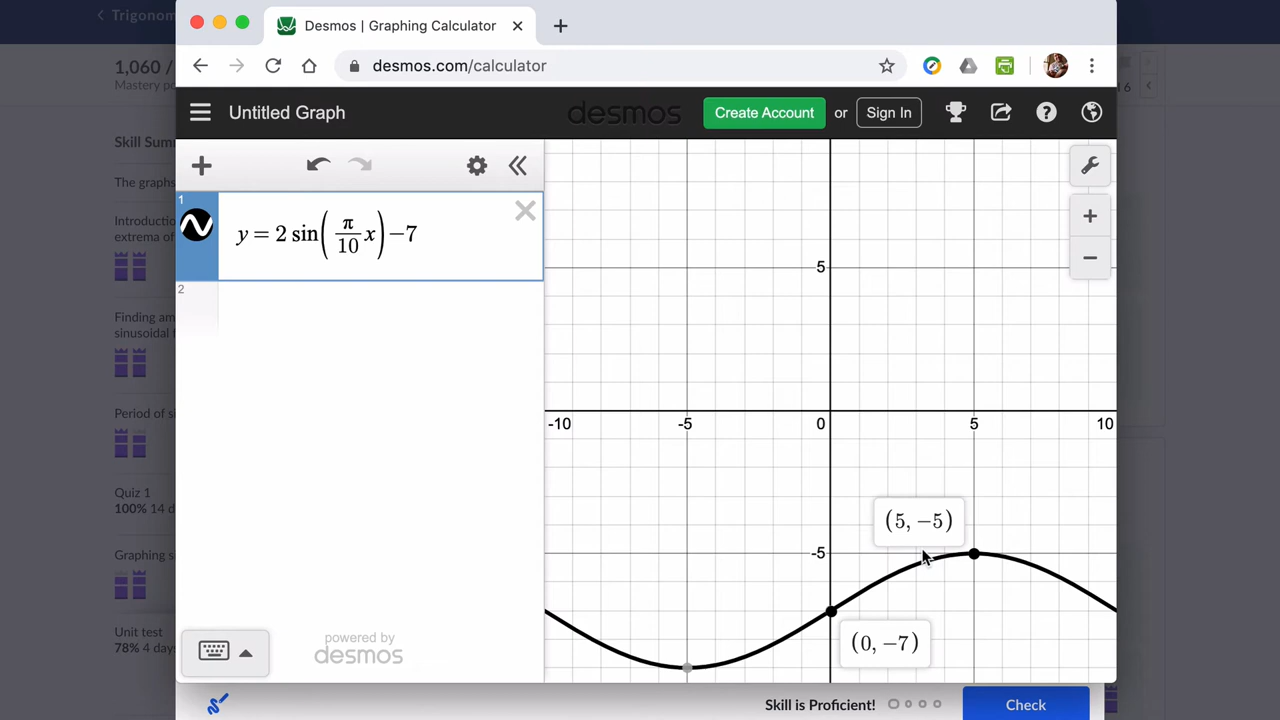 Desmos | Graphing Calculator
desmos.com/calculator
Untitled Graph
desmos
Create Account
or
Sign In
1
y = 2 sin(π/10 x) −7
2
powered by
desmos
5
-10
-5
0
5
10
-5
(5, −5)
(0, −7)
Trigonom
1,060 /
Mastery po
Skill Summ
The graphs
Introductio
extrema of
Finding am
sinusoidal f
Period of si
Quiz 1
100% 14 d
Graphing s
Unit test
78% 4 days
6
Skill is Proficient!
Check